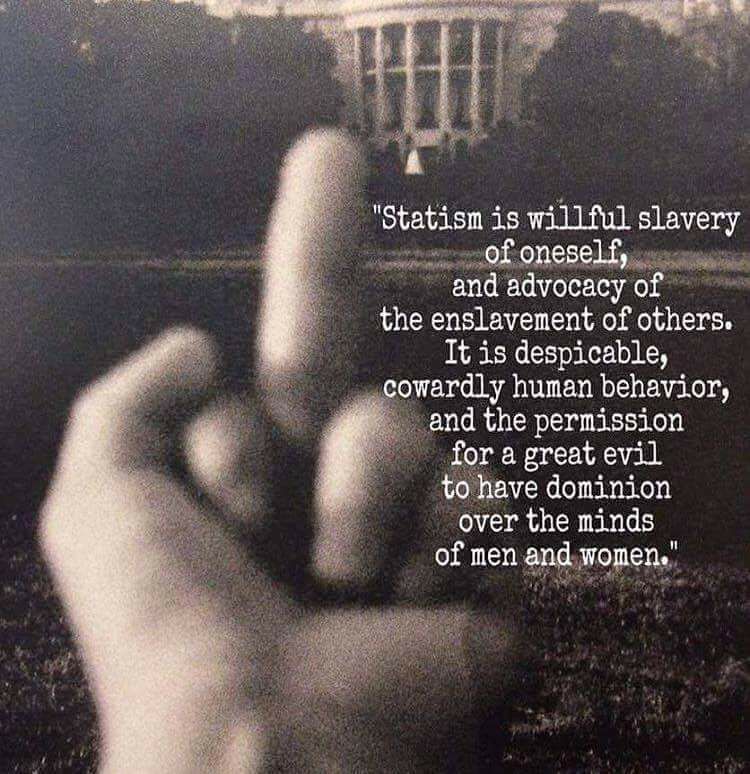 "Statism is willful slavery
of oneself,
and advocacy of
the enslavement of others.
It is despicable,
cowardly human behavior,
and the permission
for a great evil
to have dominion
over the minds
of men and women."